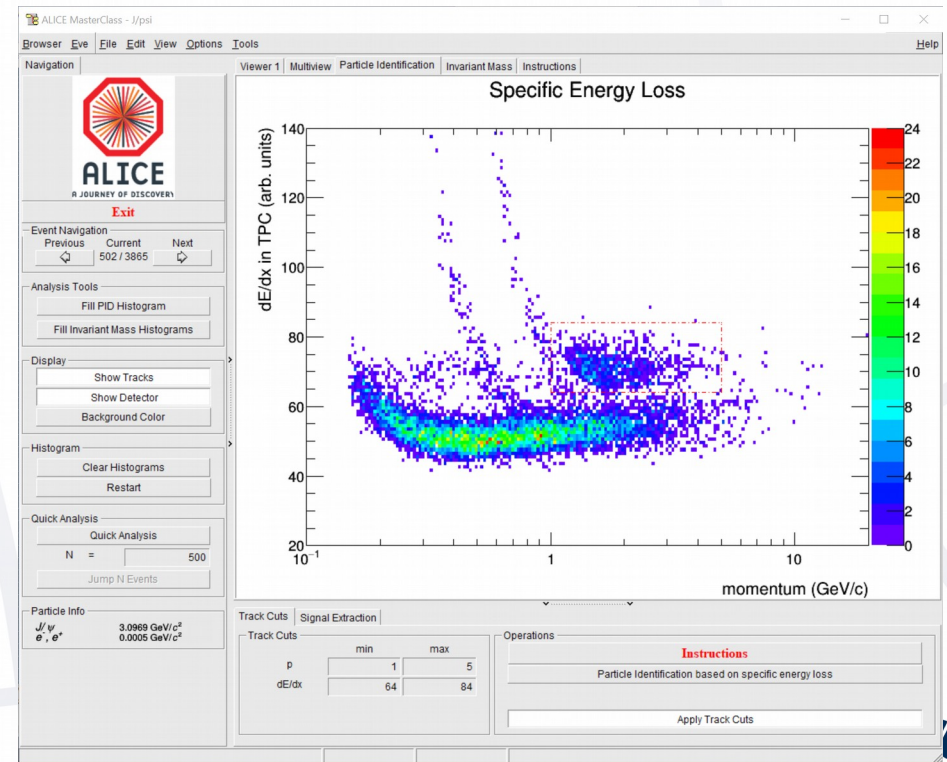 ALICE MasterClass - J/psi
Browser Eve File Edit View Options Tools Help
Navigation
ALICE
A JOURNEY OF DISCOVERY
Exit
Event Navigation
Previous Current Next
502 / 3865
Analysis Tools
Fill PID Histogram
Fill Invariant Mass Histograms
Display
Show Tracks
Show Detector
Background Color
Histogram
Clear Histograms
Restart
Quick Analysis
Quick Analysis
N = 500
Jump N Events
Particle Info
J/ψ 3.0969 GeV/c²
e⁻, e⁺ 0.0005 GeV/c²
Viewer 1 Multiview Particle Identification Invariant Mass Instructions
Specific Energy Loss
dE/dx in TPC (arb. units)
140
120
100
80
60
40
20
10⁻¹ 1 10
momentum (GeV/c)
24
22
20
18
16
14
12
10
8
6
4
2
0
Track Cuts Signal Extraction
Track Cuts
min max
p 1 5
dE/dx 64 84
Operations
Instructions
Particle Identification based on specific energy loss
Apply Track Cuts